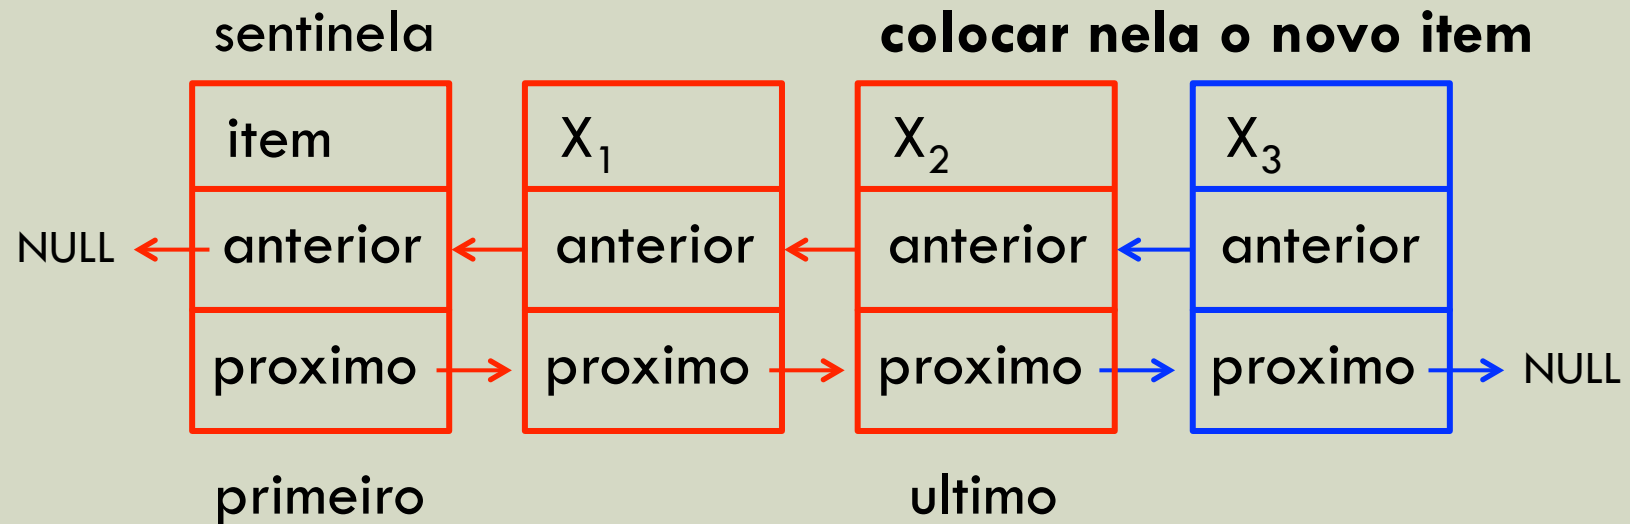 sentinela colocar nela o novo item
item X₁ X₂ X₃
NULL anterior anterior anterior anterior
proximo proximo proximo proximo NULL
primeiro ultimo